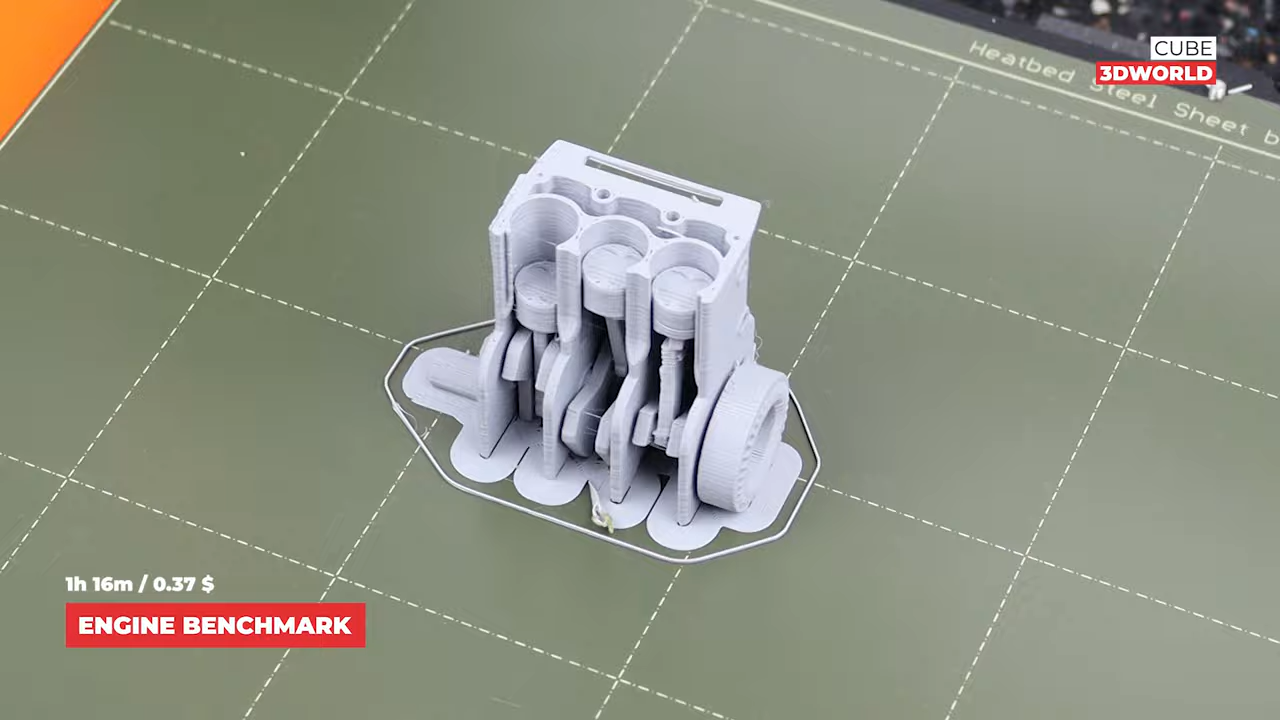 CUBE
3DWORLD
Heatbed Steel Sheet b
1h 16m / 0.37 $
ENGINE BENCHMARK